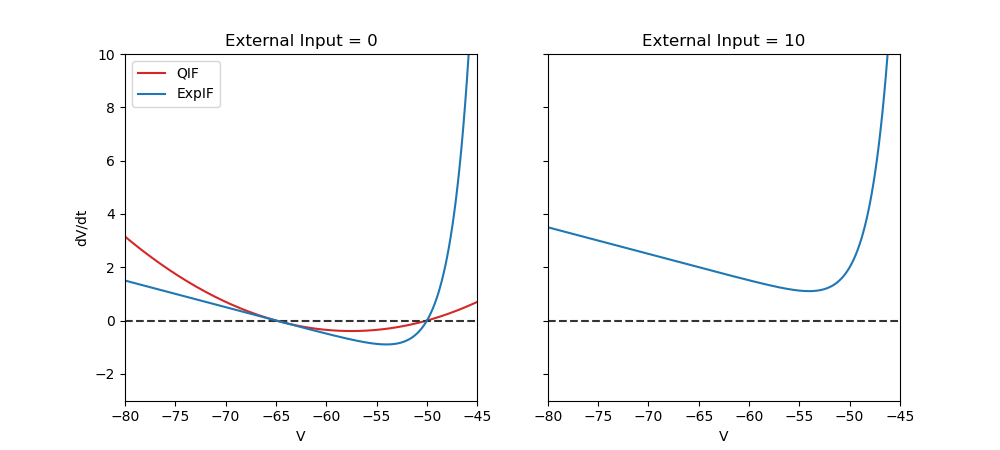 External Input = 0
External Input = 10
QIF
ExpIF
dV/dt
10
8
6
4
2
0
−2
−80 −75 −70 −65 −60 −55 −50 −45
−80 −75 −70 −65 −60 −55 −50 −45
V
V